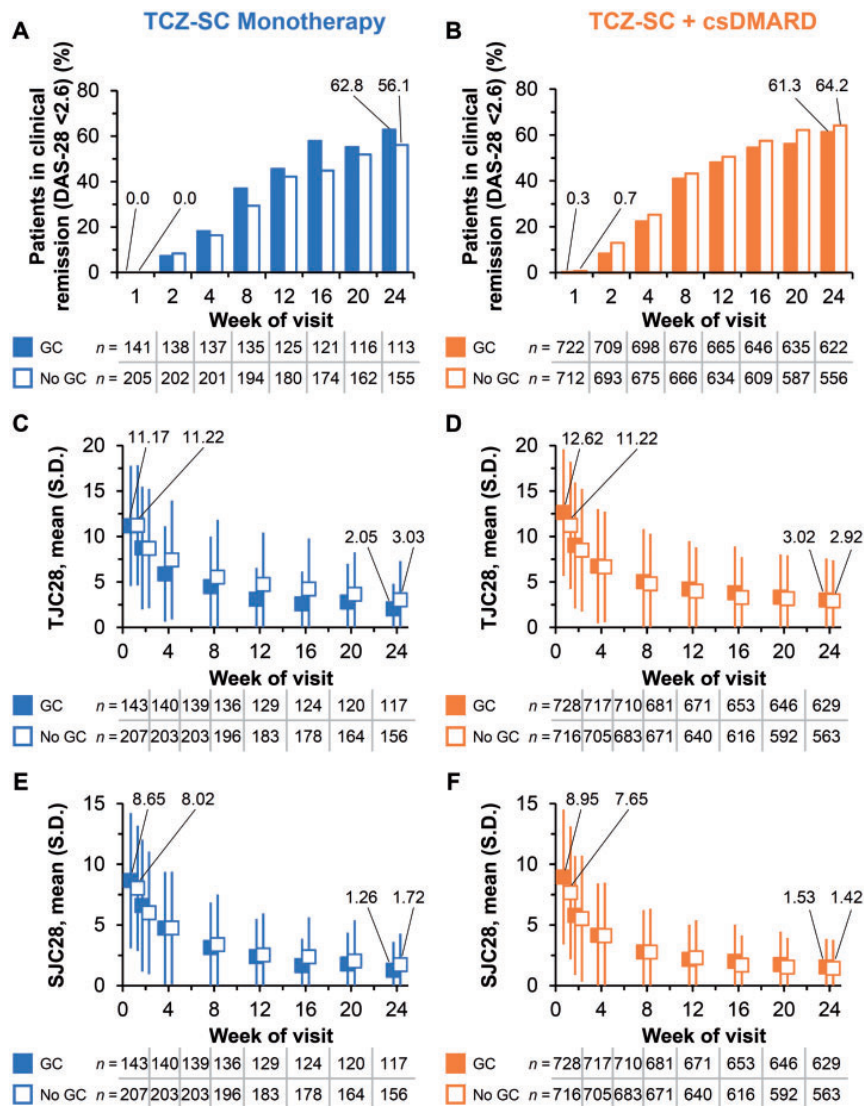 TCZ-SC Monotherapy
A
Patients in clinical
remission (DAS-28 <2.6) (%)
80
60
40
20
0
0.0
0.0
62.8
56.1
1
2
4
8
12
16
20
24
Week of visit
GC n = 141 138 137 135 125 121 116 113
No GC n = 205 202 201 194 180 174 162 155
TCZ-SC + csDMARD
B
Patients in clinical
remission (DAS-28 <2.6) (%)
80
60
40
20
0
0.3
0.7
61.3
64.2
1
2
4
8
12
16
20
24
Week of visit
GC n = 722 709 698 676 665 646 635 622
No GC n = 712 693 675 666 634 609 587 556
C
TJC28, mean (S.D.)
20
15
10
5
0
11.17
11.22
2.05
3.03
0
4
8
12
16
20
24
Week of visit
GC n = 143 140 139 136 129 124 120 117
No GC n = 207 203 203 196 183 178 164 156
D
TJC28, mean (S.D.)
20
15
10
5
0
12.62
11.22
3.02
2.92
0
4
8
12
16
20
24
Week of visit
GC n = 728 717 710 681 671 653 646 629
No GC n = 716 705 683 671 640 616 592 563
E
SJC28, mean (S.D.)
15
10
5
0
8.65
8.02
1.26
1.72
0
4
8
12
16
20
24
Week of visit
GC n = 143 140 139 136 129 124 120 117
No GC n = 207 203 203 196 183 178 164 156
F
SJC28, mean (S.D.)
15
10
5
0
8.95
7.65
1.53
1.42
0
4
8
12
16
20
24
Week of visit
GC n = 728 717 710 681 671 653 646 629
No GC n = 716 705 683 671 640 616 592 563